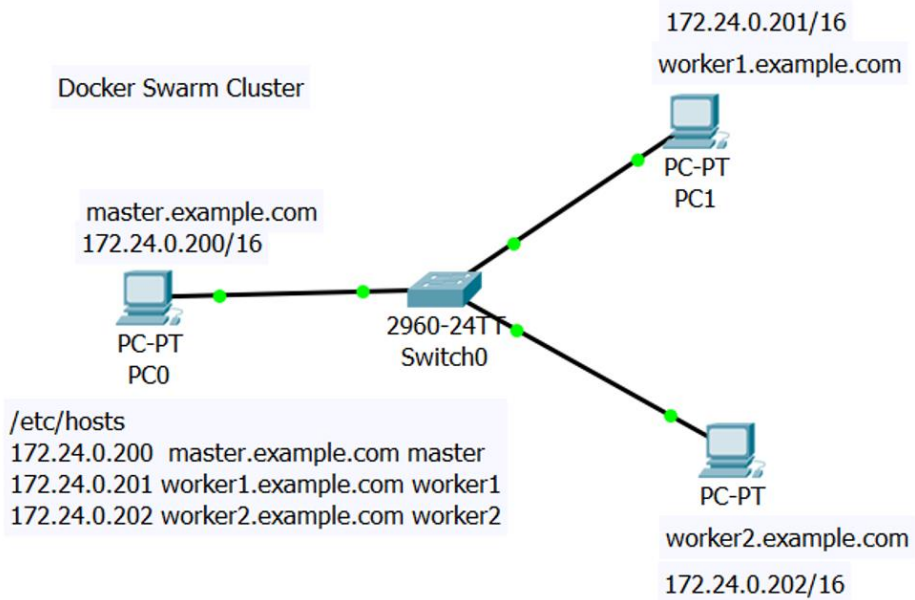 172.24.0.201/16
worker1.example.com
Docker Swarm Cluster
PC-PT
PC1
master.example.com
172.24.0.200/16
2960-24TT
Switch0
PC-PT
PC0
/etc/hosts
172.24.0.200 master.example.com master
172.24.0.201 worker1.example.com worker1
172.24.0.202 worker2.example.com worker2
PC-PT
worker2.example.com
172.24.0.202/16